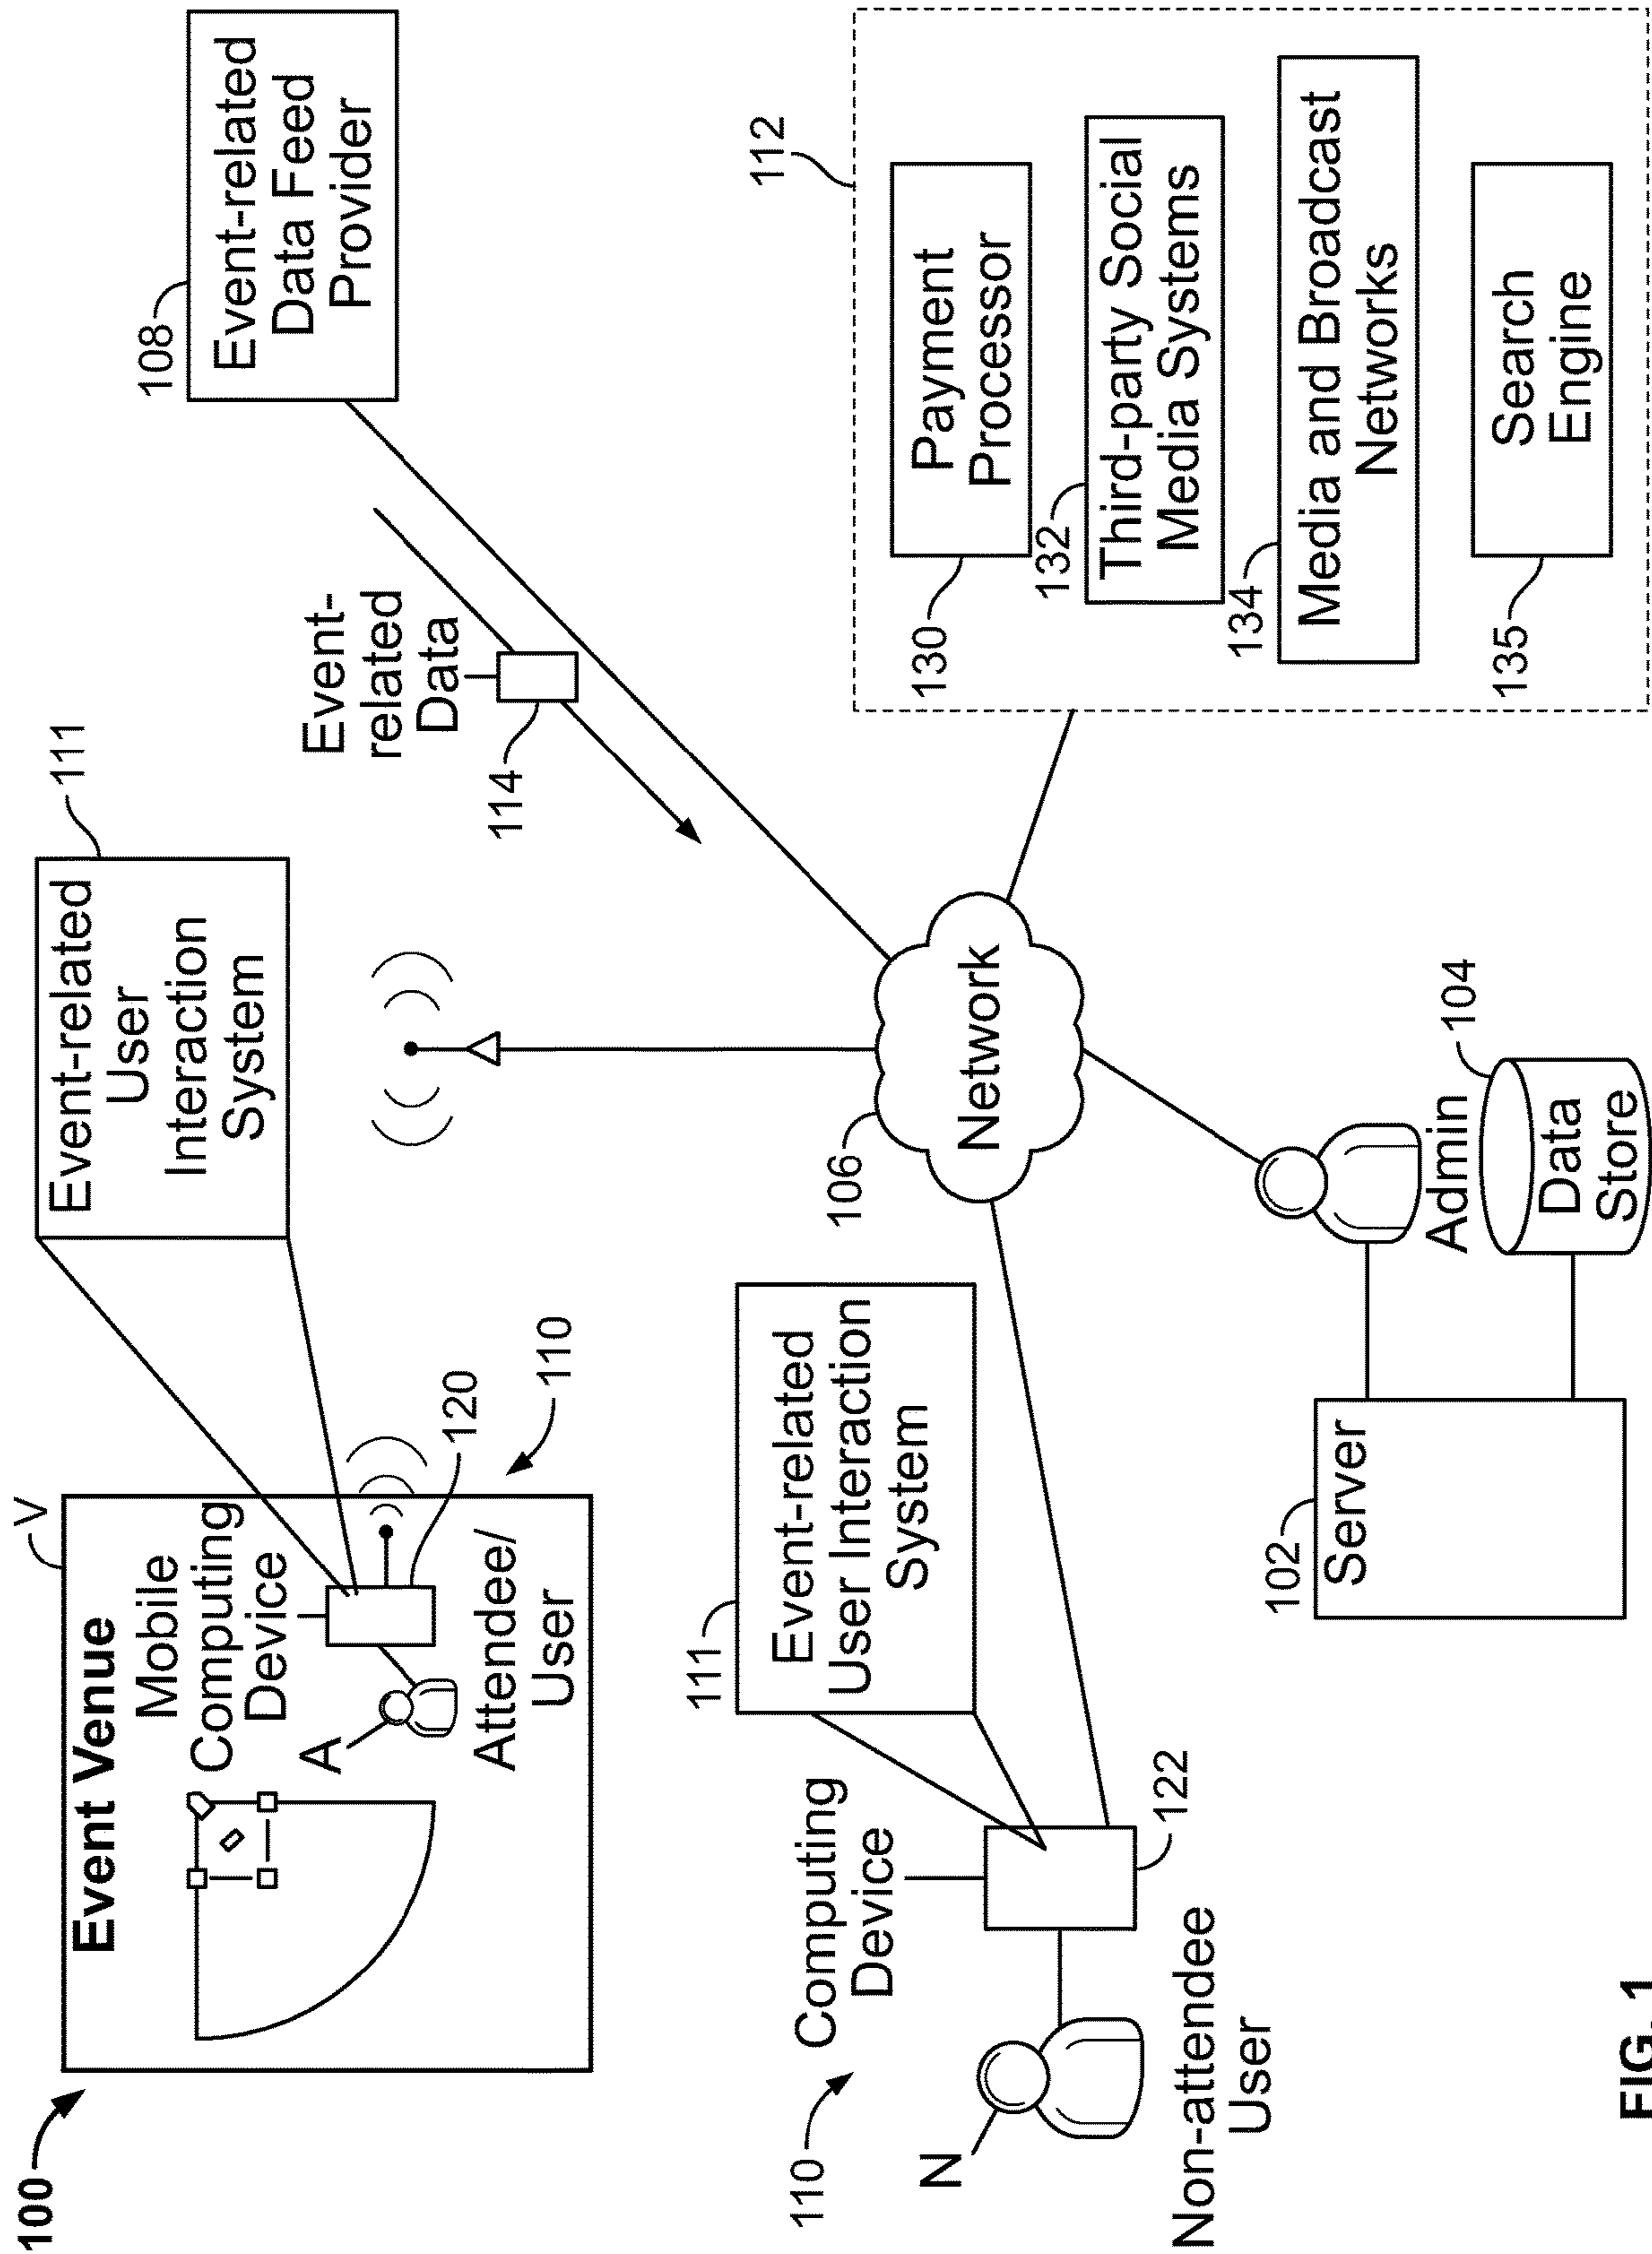 100
V
Event Venue
Mobile
Computing
Device
A
Attendee/
User
120
110
Event-related
User
Interaction
System
111
Event-
related
Data
114
108
Event-related
Data Feed
Provider
110
Computing
Device
N
Non-attendee
User
122
111
Event-related
User Interaction
System
106
Network
102
Server
Admin
104
Data
Store
112
130
Payment
Processor
132
Third-party Social
Media Systems
134
Media and Broadcast
Networks
135
Search
Engine
FIG. 1